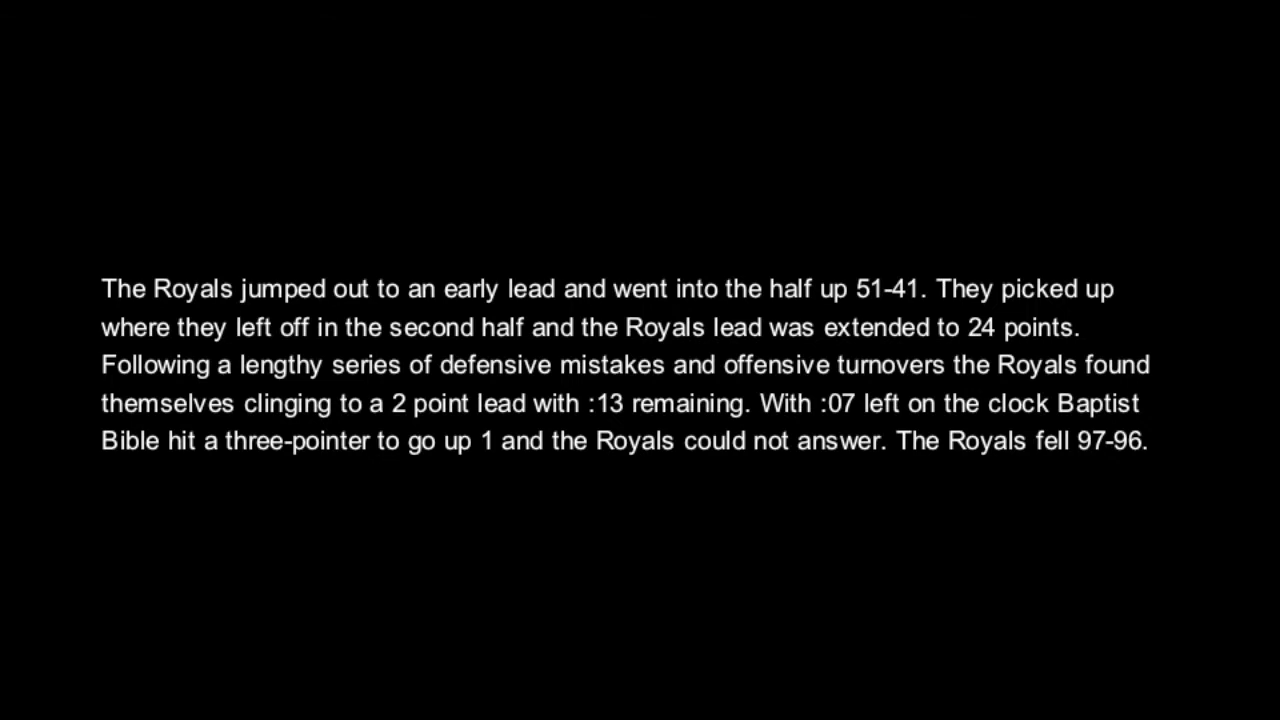 The Royals jumped out to an early lead and went into the half up 51-41. They picked up
where they left off in the second half and the Royals lead was extended to 24 points.
Following a lengthy series of defensive mistakes and offensive turnovers the Royals found
themselves clinging to a 2 point lead with :13 remaining. With :07 left on the clock Baptist
Bible hit a three-pointer to go up 1 and the Royals could not answer. The Royals fell 97-96.